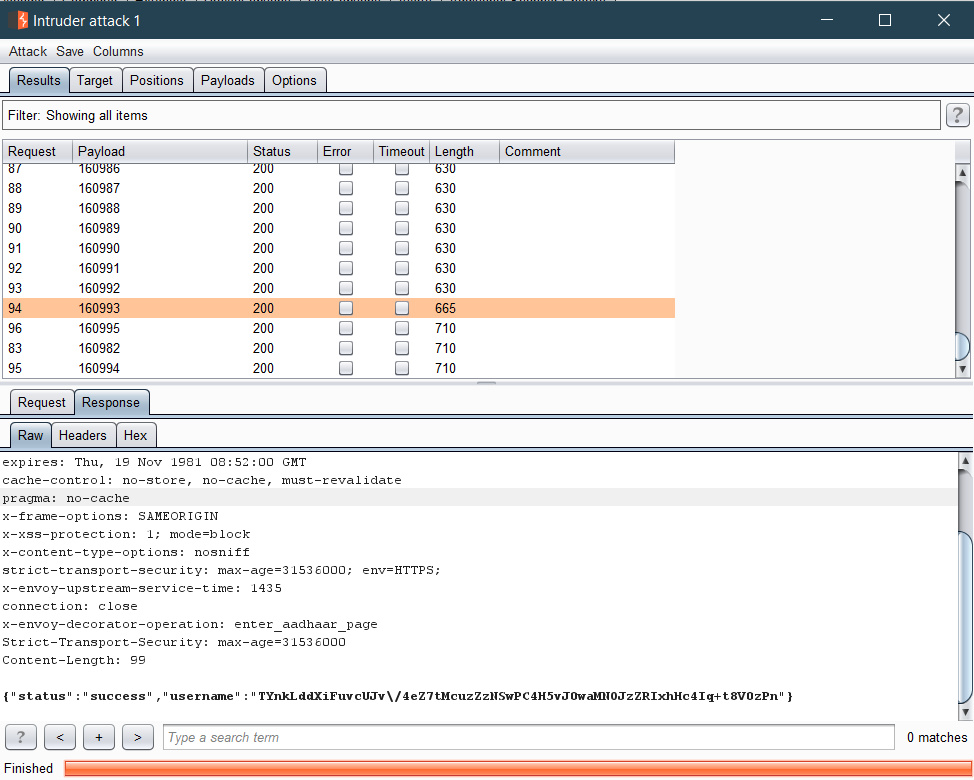 Intruder attack 1
Attack Save Columns
Results Target Positions Payloads Options
Filter: Showing all items ?
Request Payload Status Error Timeout Length Comment
87 160986 200 630
88 160987 200 630
89 160988 200 630
90 160989 200 630
91 160990 200 630
92 160991 200 630
93 160992 200 630
94 160993 200 665
96 160995 200 710
83 160982 200 710
95 160994 200 710
Request Response
Raw Headers Hex
expires: Thu, 19 Nov 1981 08:52:00 GMT
cache-control: no-store, no-cache, must-revalidate
pragma: no-cache
x-frame-options: SAMEORIGIN
x-xss-protection: 1; mode=block
x-content-type-options: nosniff
strict-transport-security: max-age=31536000; env=HTTPS;
x-envoy-upstream-service-time: 1435
connection: close
x-envoy-decorator-operation: enter_aadhaar_page
Strict-Transport-Security: max-age=31536000
Content-Length: 99
{"status":"success","username":"TYnkLddXiFuvcUJv\/4eZ7tMcuzZzNSwPC4H5vJ0waMN0JzZRIxhHc4Iq+t8V0zPn"}
? < + > Type a search term 0 matches
Finished